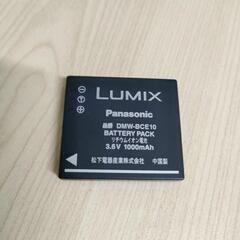 LUMIX
Panasonic
品番 DMW-BCE10
BATTERY PACK
リチウムイオン電池
3.6V 1000mAh
松下電器産業株式会社 中国製